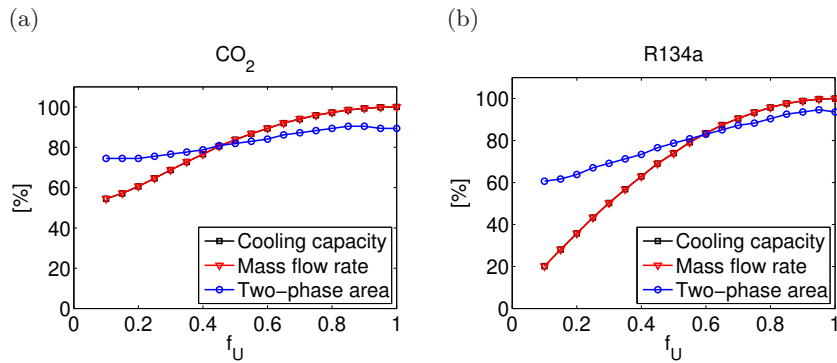 (a)
CO2
[%]
100
80
60
40
20
0
0 0.2 0.4 0.6 0.8 1
fU
Cooling capacity
Mass flow rate
Two-phase area
(b)
R134a
[%]
100
80
60
40
20
0
0 0.2 0.4 0.6 0.8 1
fU
Cooling capacity
Mass flow rate
Two-phase area